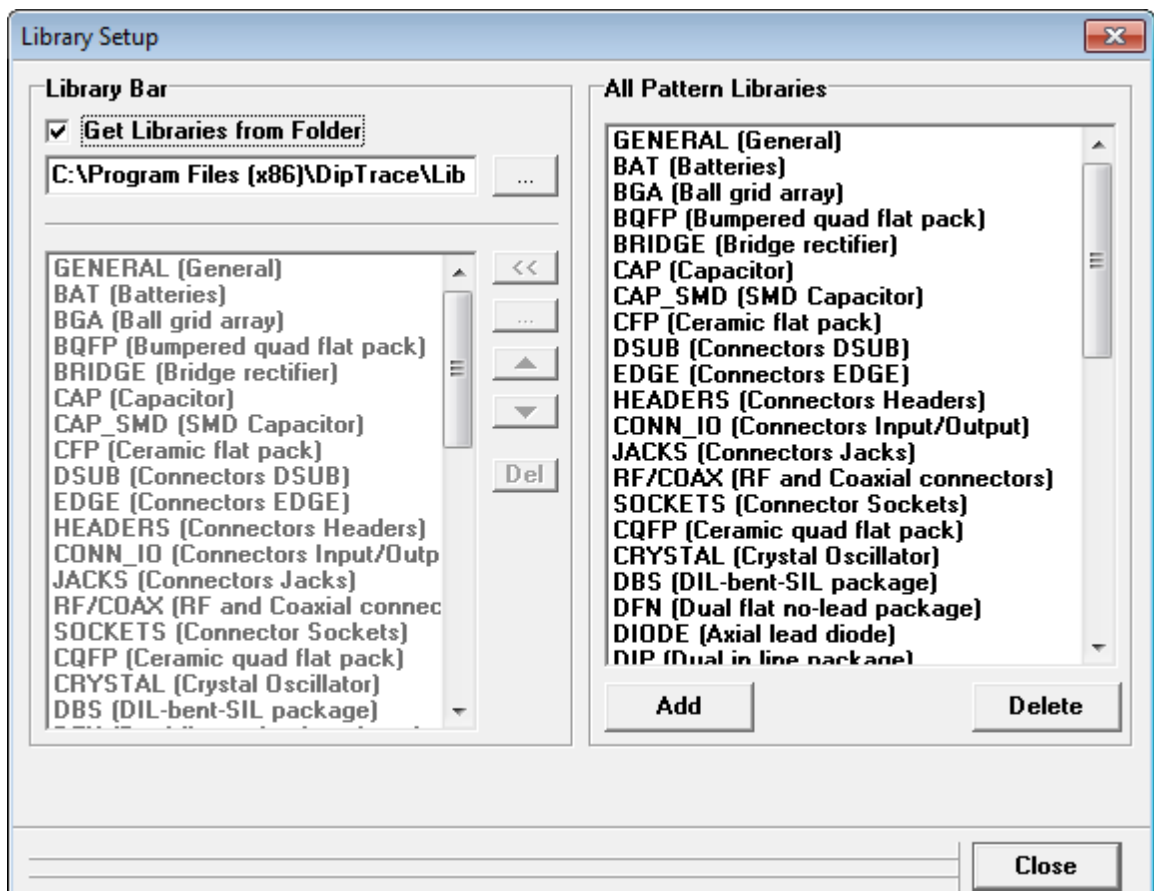 Library Setup
Library Bar
Get Libraries from Folder
C:\Program Files (x86)\DipTrace\Lib
...
GENERAL (General)
BAT (Batteries)
BGA (Ball grid array)
BQFP (Bumpered quad flat pack)
BRIDGE (Bridge rectifier)
CAP (Capacitor)
CAP_SMD (SMD Capacitor)
CFP (Ceramic flat pack)
DSUB (Connectors DSUB)
EDGE (Connectors EDGE)
HEADERS (Connectors Headers)
CONN_IO (Connectors Input/Outp
JACKS (Connectors Jacks)
RF/COAX (RF and Coaxial connec
SOCKETS (Connector Sockets)
CQFP (Ceramic quad flat pack)
CRYSTAL (Crystal Oscillator)
DBS (DIL-bent-SIL package)
<<
...
Del
All Pattern Libraries
GENERAL (General)
BAT (Batteries)
BGA (Ball grid array)
BQFP (Bumpered quad flat pack)
BRIDGE (Bridge rectifier)
CAP (Capacitor)
CAP_SMD (SMD Capacitor)
CFP (Ceramic flat pack)
DSUB (Connectors DSUB)
EDGE (Connectors EDGE)
HEADERS (Connectors Headers)
CONN_IO (Connectors Input/Output)
JACKS (Connectors Jacks)
RF/COAX (RF and Coaxial connectors)
SOCKETS (Connector Sockets)
CQFP (Ceramic quad flat pack)
CRYSTAL (Crystal Oscillator)
DBS (DIL-bent-SIL package)
DFN (Dual flat no-lead package)
DIODE (Axial lead diode)
DIP (Dual in line package)
Add
Delete
Close